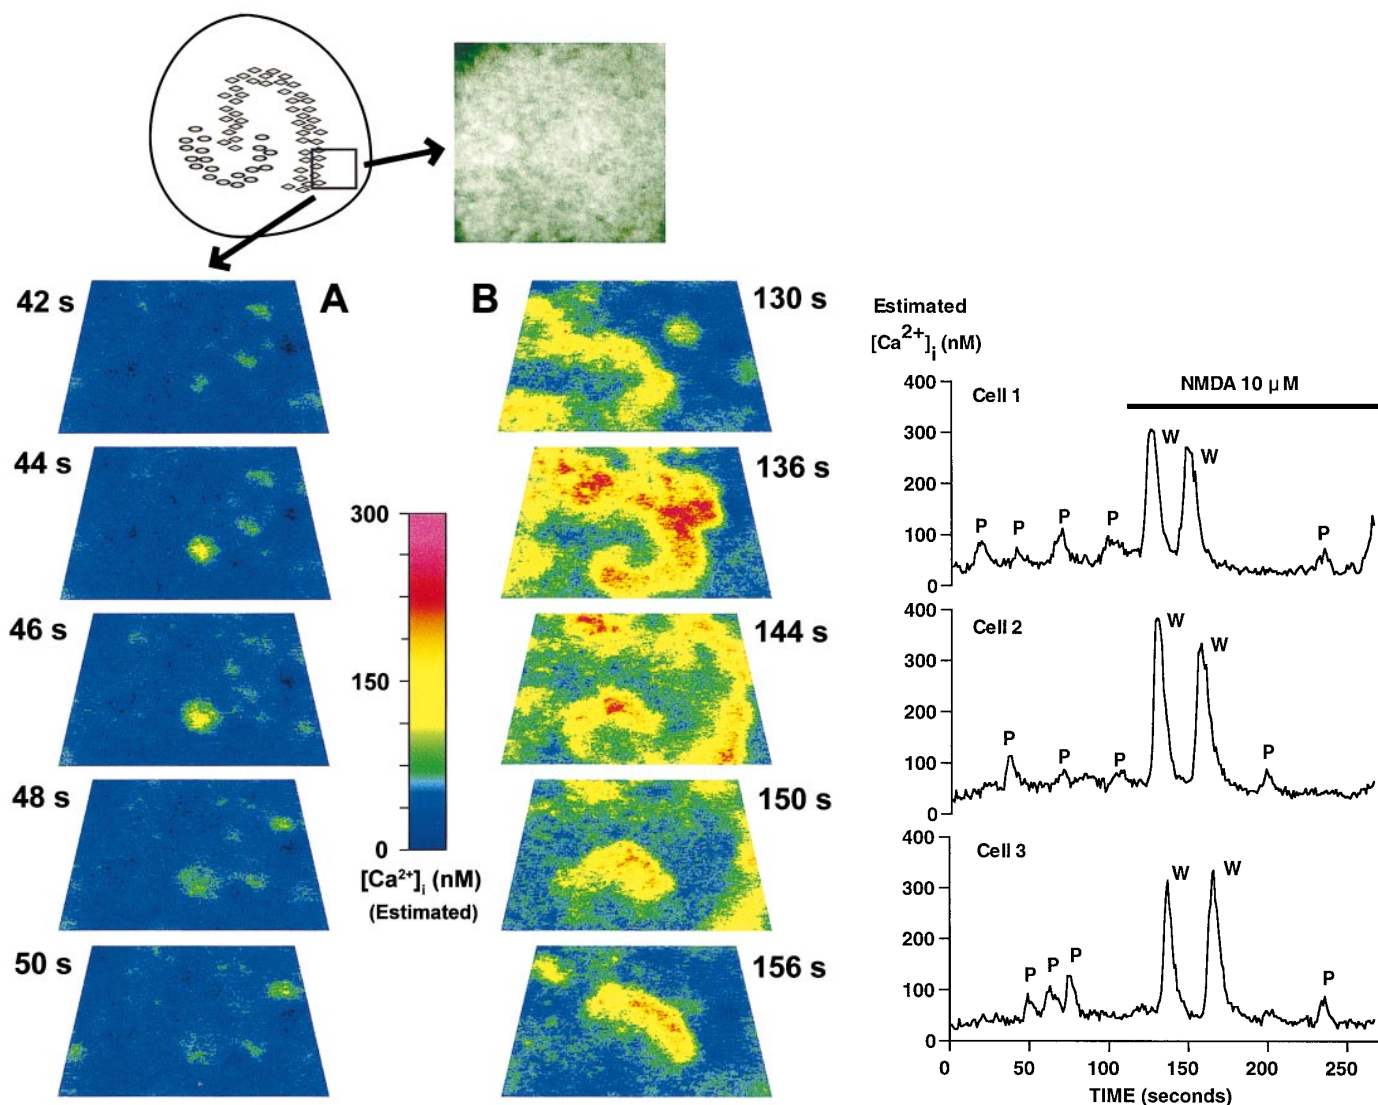 42 s
A
44 s
46 s
48 s
50 s
300
150
0
[Ca2+]i (nM)
(Estimated)
B
130 s
136 s
144 s
150 s
156 s
Estimated
[Ca2+]i (nM)
NMDA 10 µM
400
300
200
100
0
Cell 1
P
P
P
P
W
W
P
400
300
200
100
0
Cell 2
P
P
P
W
W
P
400
300
200
100
0
Cell 3
P
P
P
W
W
P
0 50 100 150 200 250
TIME (seconds)